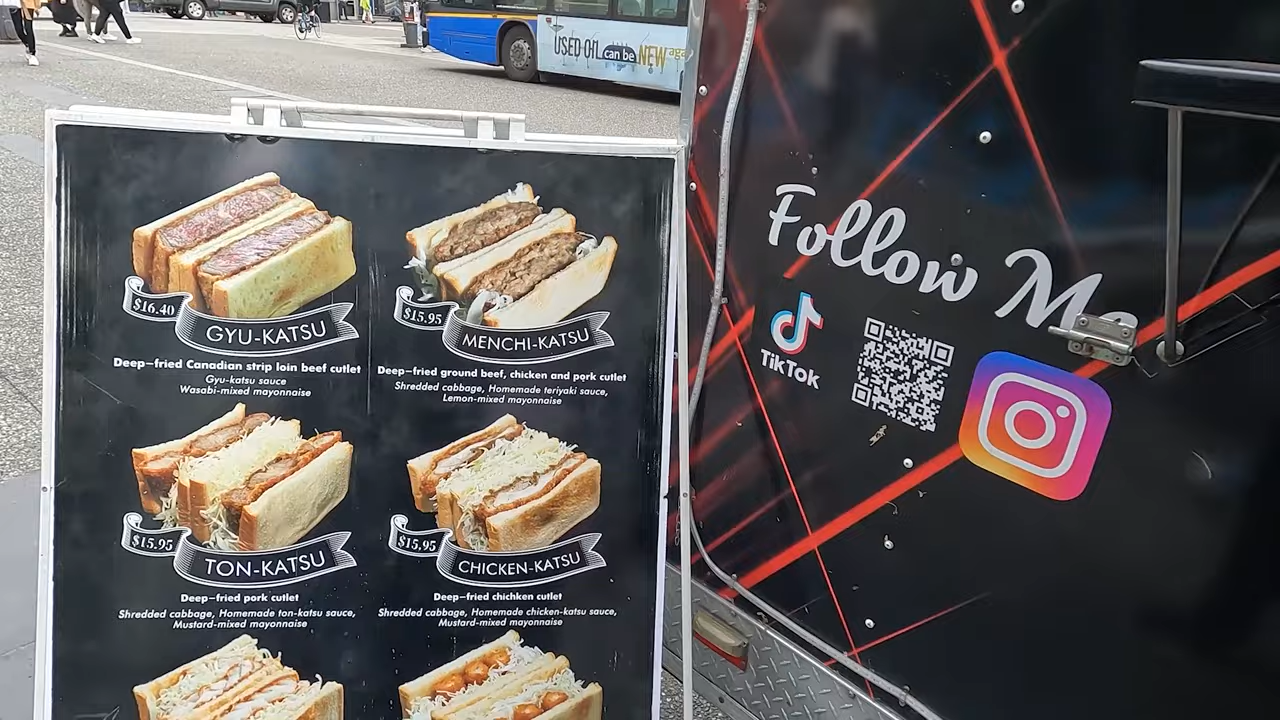 USED OIL can be NEW again
$16.40
GYU-KATSU
Deep-fried Canadian strip loin beef cutlet
Gyu-katsu sauce
Wasabi-mixed mayonnaise
$15.95
MENCHI-KATSU
Deep-fried ground beef, chicken and pork cutlet
Shredded cabbage, Homemade teriyaki sauce,
Lemon-mixed mayonnaise
$15.95
TON-KATSU
Deep-fried pork cutlet
Shredded cabbage, Homemade ton-katsu sauce,
Mustard-mixed mayonnaise
$15.95
CHICKEN-KATSU
Deep-fried chichken cutlet
Shredded cabbage, Homemade chicken-katsu sauce,
Mustard-mixed mayonnaise
Follow Me
TikTok